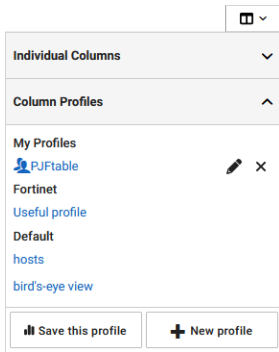 Individual Columns
Column Profiles
My Profiles
PJFtable
Fortinet
Useful profile
Default
hosts
bird's-eye view
Save this profile
New profile